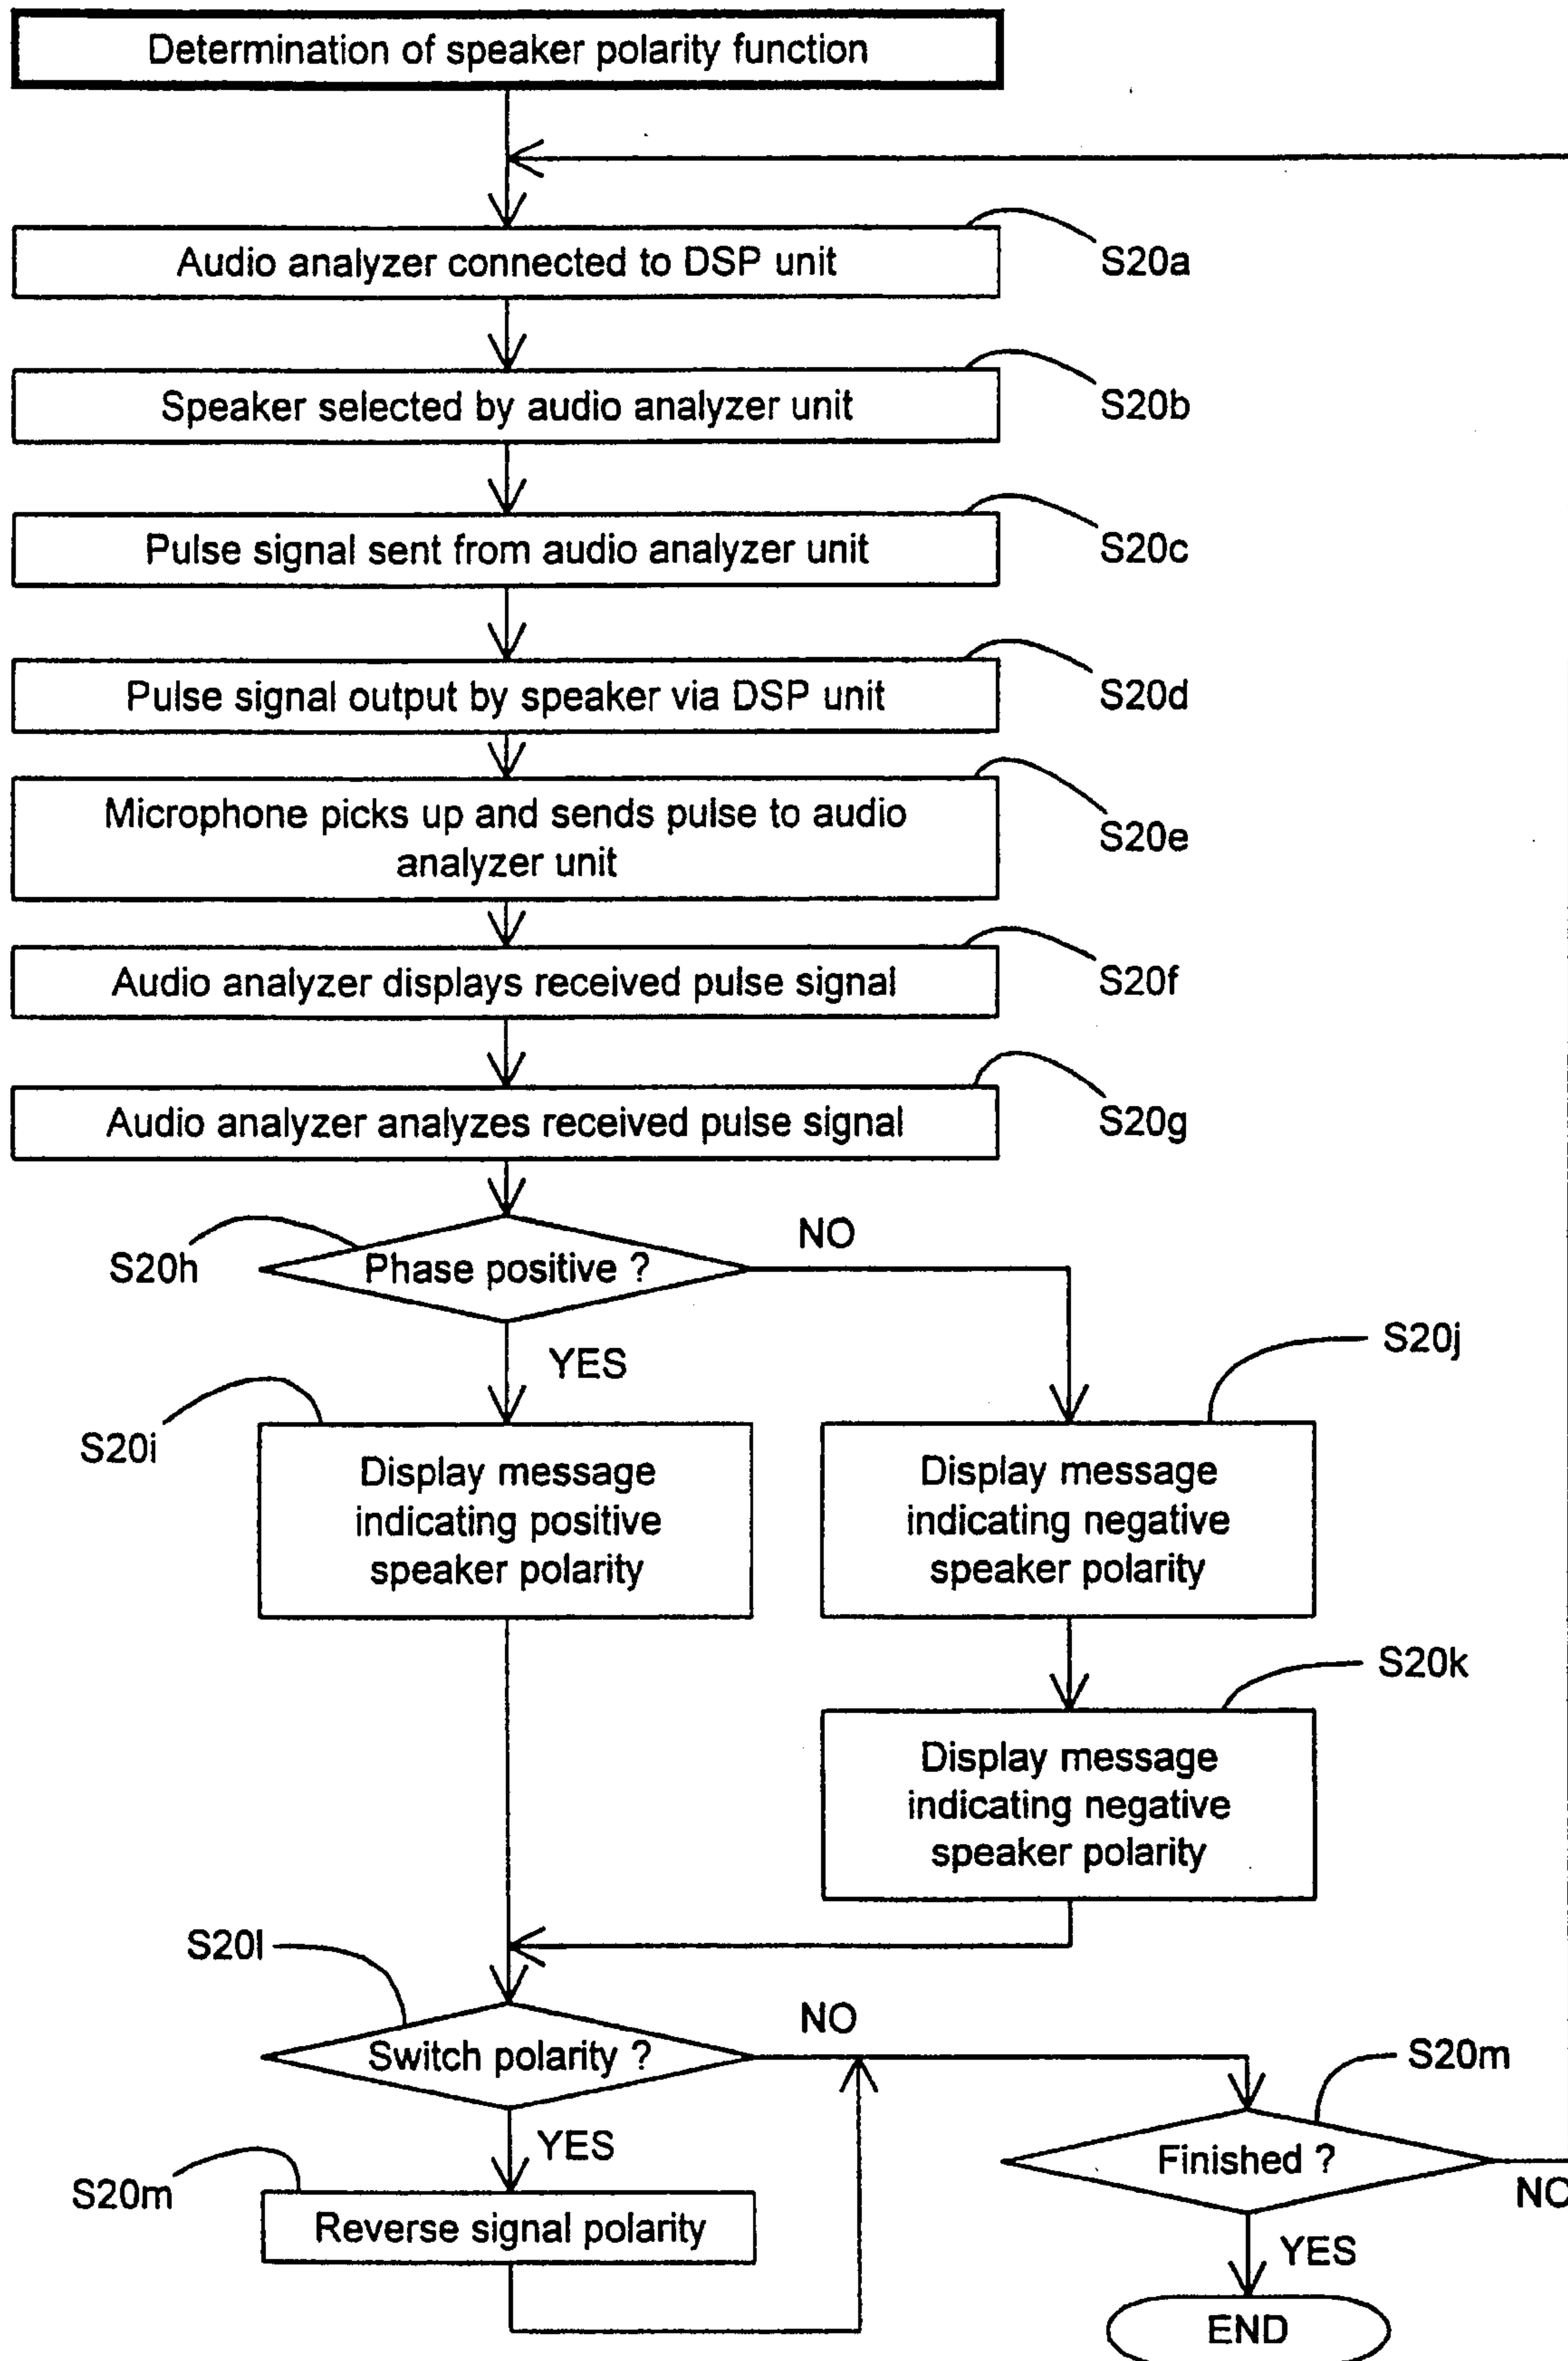 Determination of speaker polarity function
Audio analyzer connected to DSP unit
S20a
Speaker selected by audio analyzer unit
S20b
Pulse signal sent from audio analyzer unit
S20c
Pulse signal output by speaker via DSP unit
S20d
Microphone picks up and sends pulse to audio
analyzer unit
S20e
Audio analyzer displays received pulse signal
S20f
Audio analyzer analyzes received pulse signal
S20g
S20h
Phase positive ?
NO
YES
S20i
Display message
indicating positive
speaker polarity
S20j
Display message
indicating negative
speaker polarity
S20k
Display message
indicating negative
speaker polarity
S20l
Switch polarity ?
NO
YES
S20m
Reverse signal polarity
S20m
Finished ?
NO
YES
END